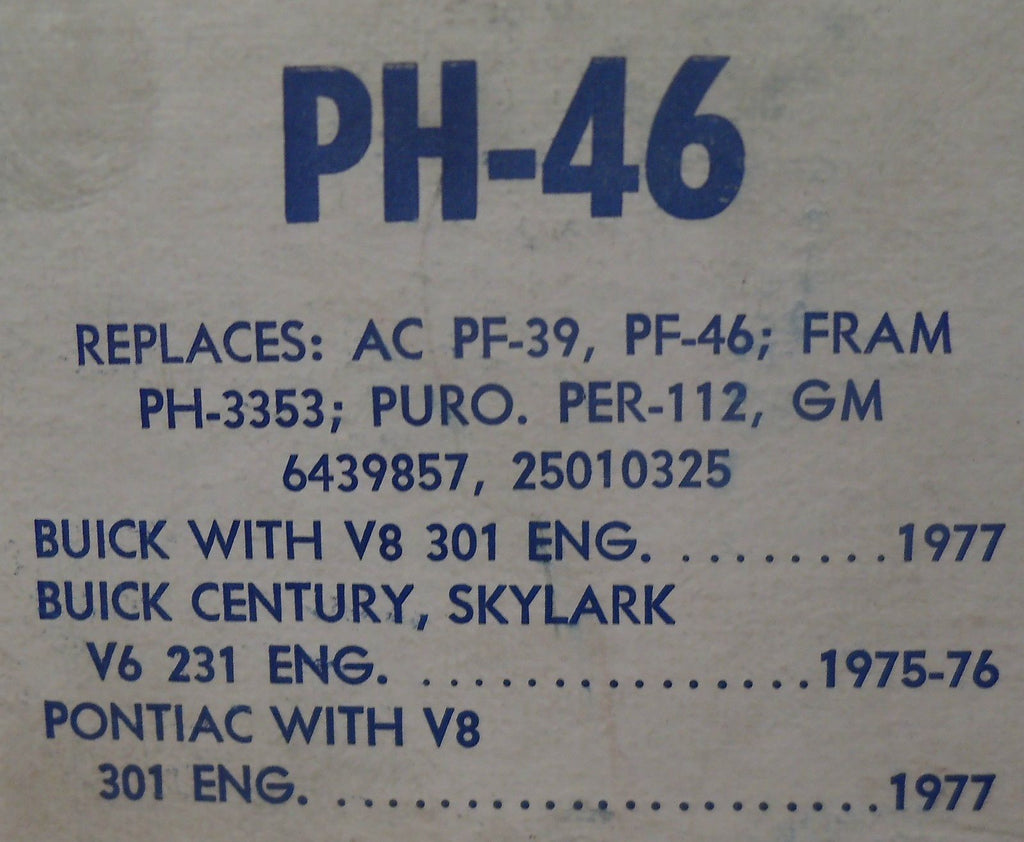 PH-46
REPLACES: AC PF-39, PF-46; FRAM
PH-3353; PURO. PER-112, GM
6439857, 25010325
BUICK WITH V8 301 ENG. .........1977
BUICK CENTURY, SKYLARK
V6 231 ENG. ................1975-76
PONTIAC WITH V8
301 ENG. .....................1977